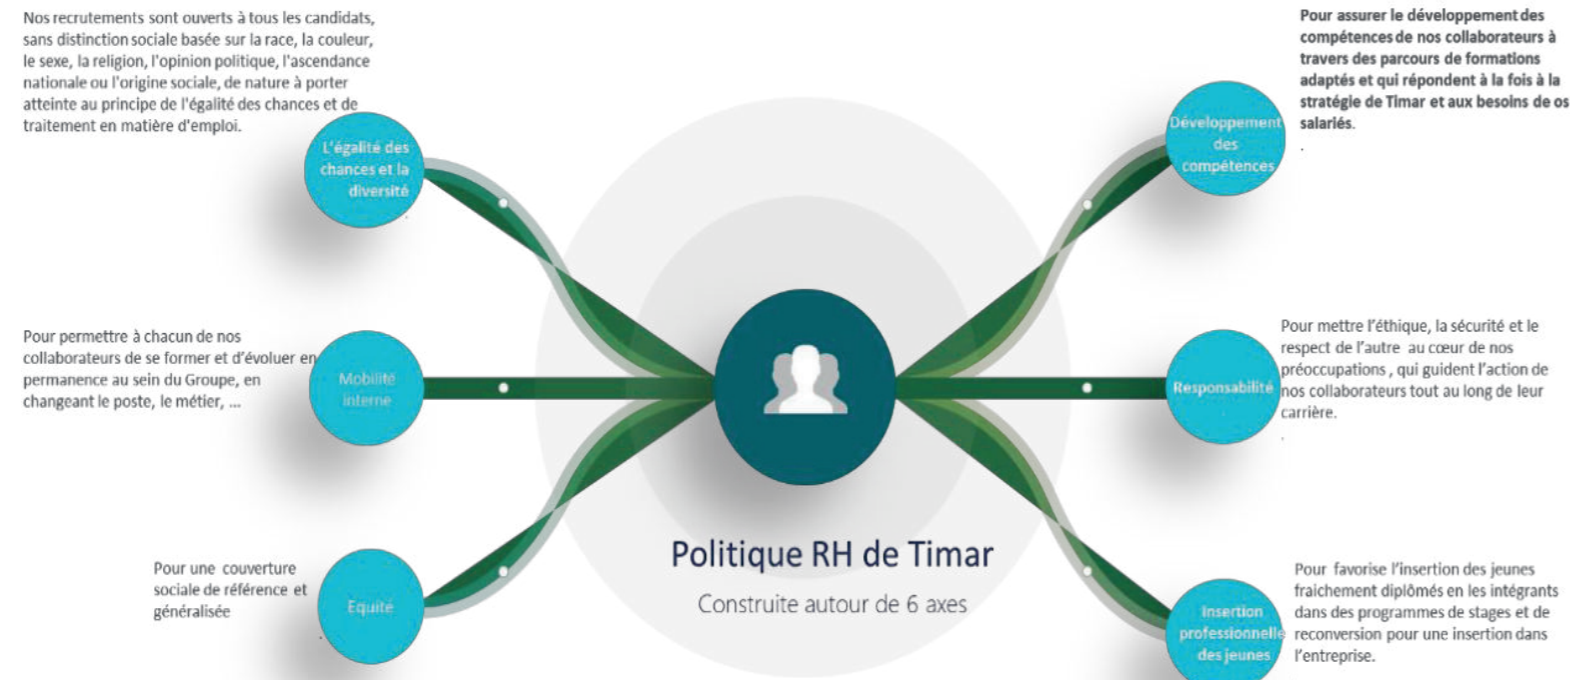 Nos recrutements sont ouverts à tous les candidats,
sans distinction sociale basée sur la race, la couleur,
le sexe, la religion, l'opinion politique, l'ascendance
nationale ou l'origine sociale, de nature à porter
atteinte au principe de l'égalité des chances et de
traitement en matière d'emploi.
L'égalité des
chances et la
diversité
.
Pour permettre à chacun de nos
collaborateurs de se former et d'évoluer en
permanence au sein du Groupe, en
changeant le poste, le métier, ...
Mobilité
interne
Pour une couverture
sociale de référence et
généralisée
.
Equité
Politique RH de Timar
Construite autour de 6 axes
Développement
des
compétences
Pour assurer le développement des
compétences de nos collaborateurs à
travers des parcours de formations
adaptés et qui répondent à la fois à la
stratégie de Timar et aux besoins de os
salariés.
.
Responsabilité
Pour mettre l'éthique, la sécurité et le
respect de l'autre au cœur de nos
préoccupations , qui guident l'action de
nos collaborateurs tout au long de leur
carrière.
.
Insertion
professionnelle
des jeunes
Pour favorise l'insertion des jeunes
fraichement diplômés en les intégrants
dans des programmes de stages et de
reconversion pour une insertion dans
l'entreprise.